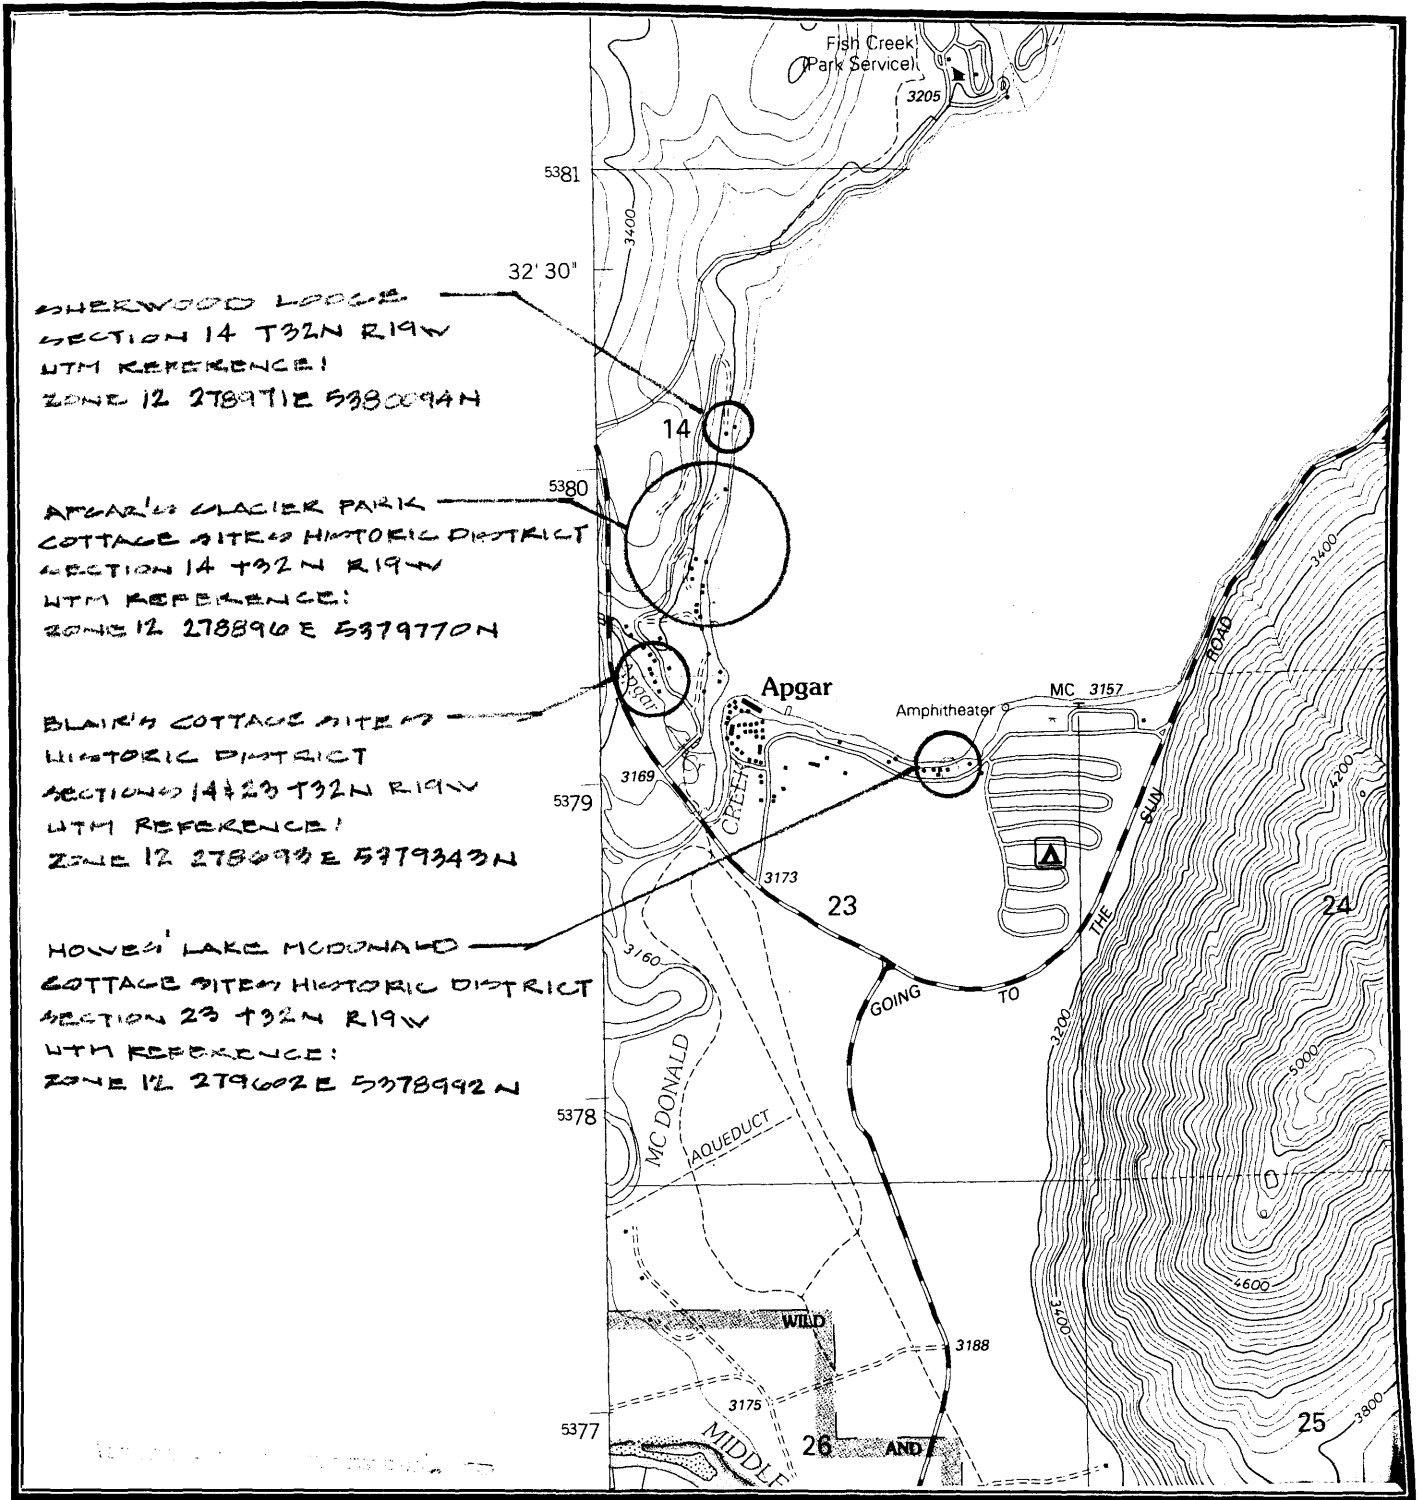 Fish Creek
(Park Service)
3205
5381
3400
32' 30"
SHERWOOD LODGE
SECTION 14 T32N R19W
UTM REFERENCE:
ZONE 12 278971E 5380094N
14
5380
APGAR'S GLACIER PARK
COTTAGE SITES HISTORIC DISTRICT
SECTION 14 T32N R19W
UTM REFERENCE:
ZONE 12 278896E 5379770N
3400
ROAD
Apgar
Apgar
MC 3157
Amphitheater
BLAIR'S COTTAGE SITES
HISTORIC DISTRICT
SECTIONS 14 & 23 T32N R19W
UTM REFERENCE:
ZONE 12 278693E 5379343N
3169
5379
CREEK
SUN
4200
3173
23
24
THE
HOWES' LAKE MCDONALD
COTTAGE SITES HISTORIC DISTRICT
SECTION 23 T32N R19W
UTM REFERENCE:
ZONE 12 279602E 5378992N
3160
GOING TO
3200
5000
MC DONALD
5378
AQUEDUCT
4600
3400
WILD
3188
3175
5377
MIDDLE
26
AND
25
3800